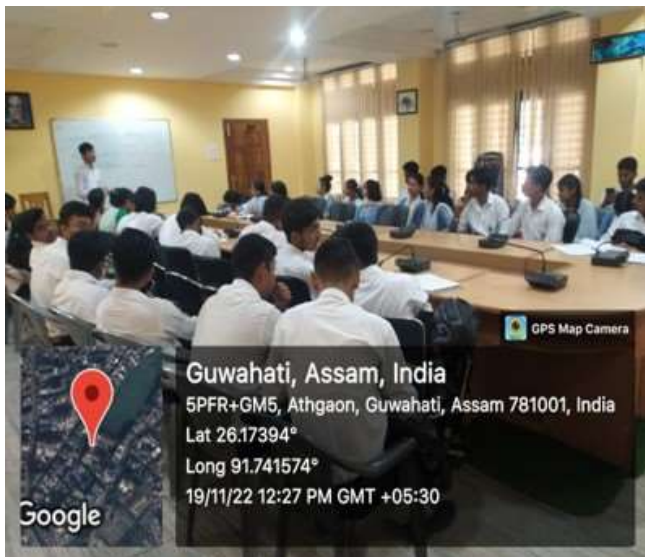 GPS Map Camera
Guwahati, Assam, India
5PFR+GM5, Athgaon, Guwahati, Assam 781001, India
Lat 26.17394°
Long 91.741574°
19/11/22 12:27 PM GMT +05:30
Google